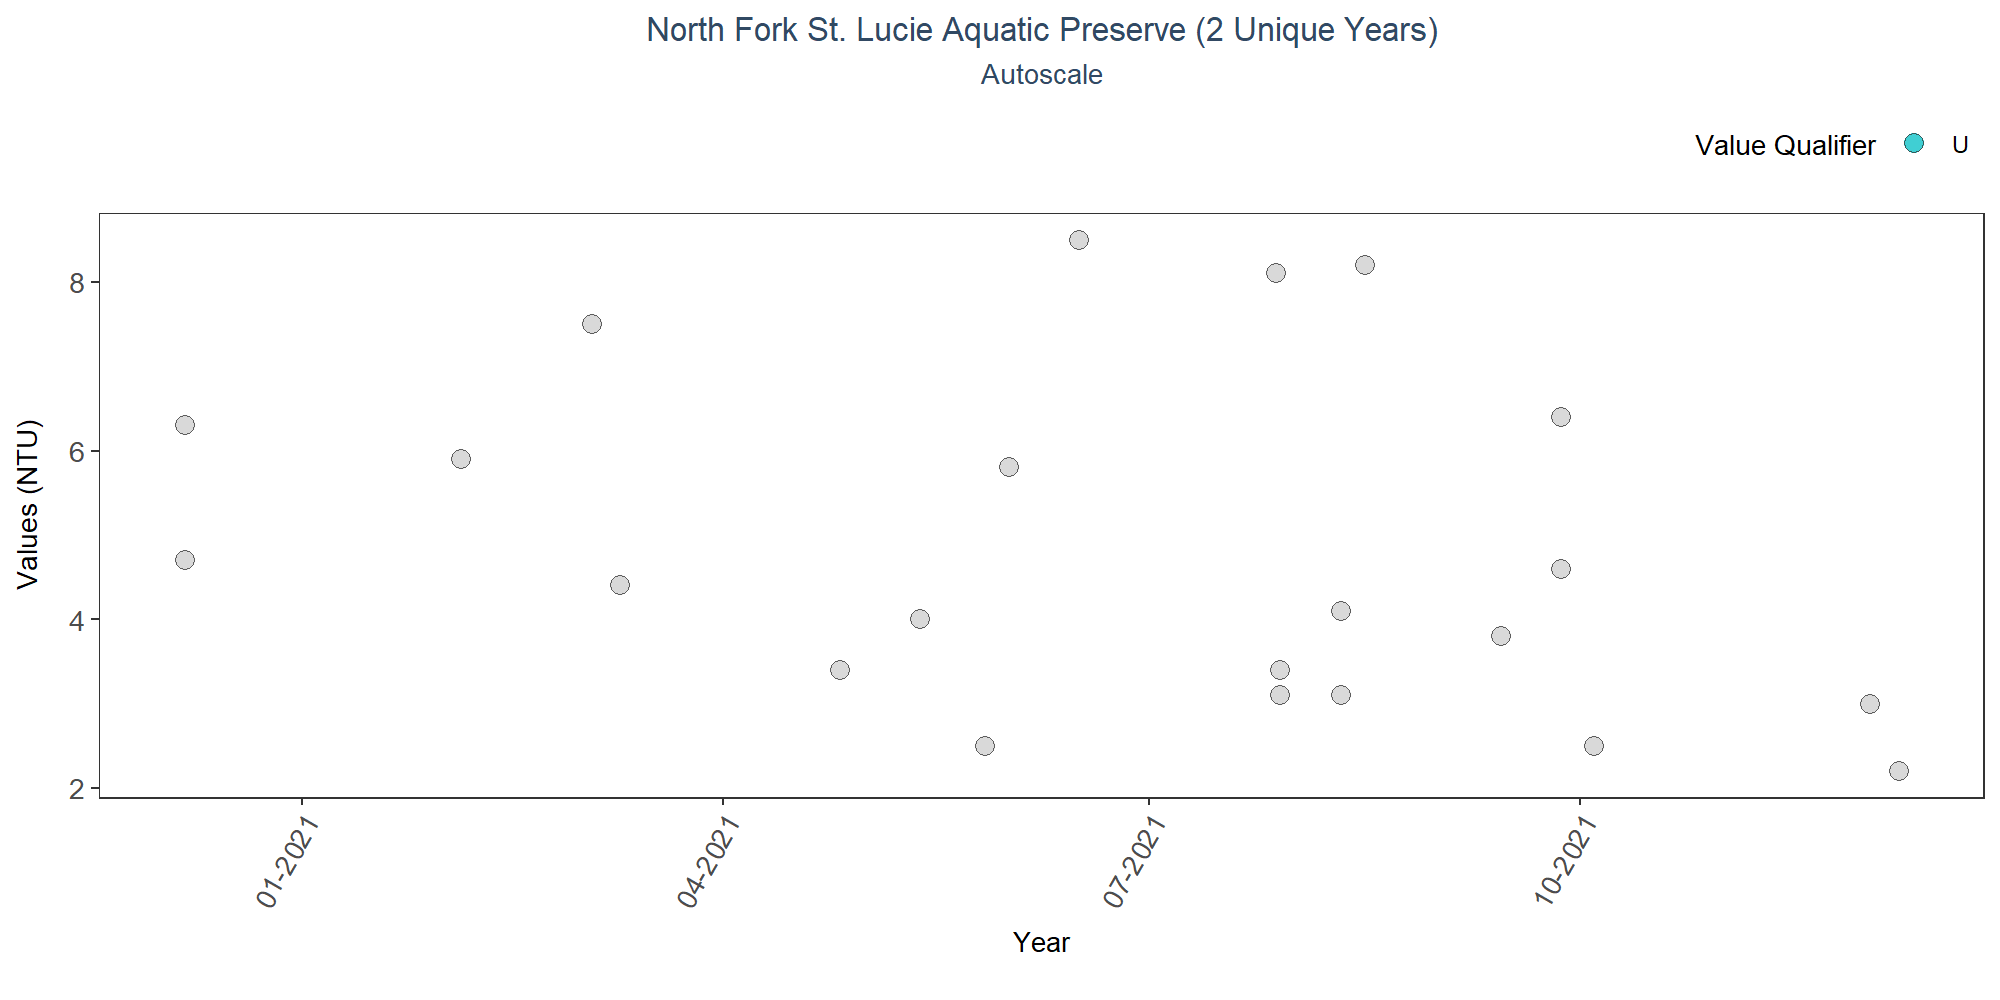 North Fork St. Lucie Aquatic Preserve (2 Unique Years)
Autoscale
Value Qualifier U
Values (NTU)
8
6
4
2
01-2021 04-2021 07-2021 10-2021
Year